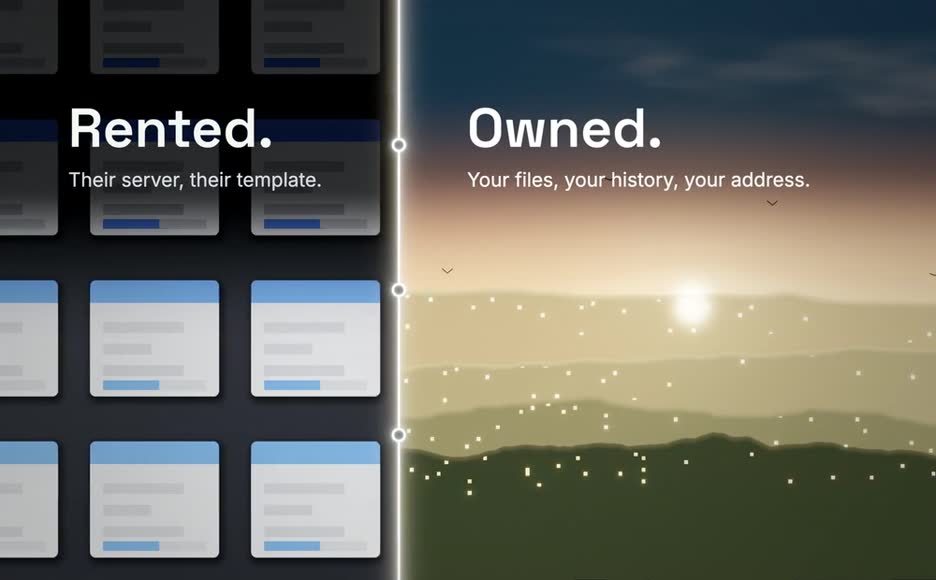 Rented.
Their server, their template.
Owned.
Your files, your history, your address.